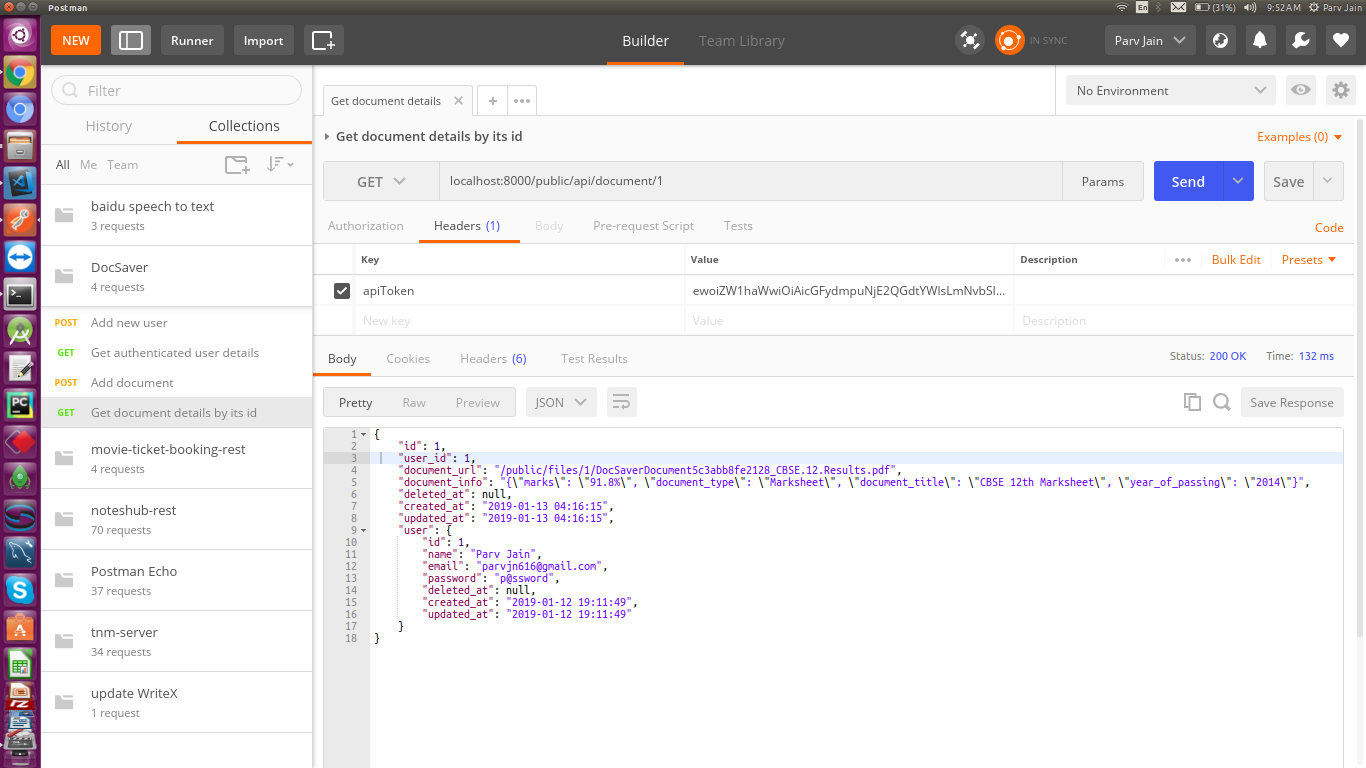 Postman
En
(31%)
9:52AM
Parv Jain
NEW
Runner
Import
Builder
Team Library
IN SYNC
Parv Jain
Filter
History
Collections
All Me Team
baidu speech to text
3 requests
DocSaver
4 requests
POST Add new user
GET Get authenticated user details
POST Add document
GET Get document details by its id
movie-ticket-booking-rest
4 requests
noteshub-rest
70 requests
Postman Echo
37 requests
tnm-server
34 requests
update WriteX
1 request
Get document details
No Environment
Get document details by its id
Examples (0)
GET
localhost:8000/public/api/document/1
Params
Send
Save
Authorization
Headers (1)
Body
Pre-request Script
Tests
Code
Key
Value
Description
Bulk Edit
Presets
apiToken
ewoiZW1haWwiOiAicGFydmpuNjE2QGdtYWlsLmNvbSI...
New key
Value
Description
Body
Cookies
Headers (6)
Test Results
Status: 200 OK
Time: 132 ms
Pretty
Raw
Preview
JSON
Save Response
1 {
2 "id": 1,
3 "user_id": 1,
4 "document_url": "/public/files/1/DocSaverDocument5c3abb8fe2128_CBSE.12.Results.pdf",
5 "document_info": "{\"marks\": \"91.8%\", \"document_type\": \"Marksheet\", \"document_title\": \"CBSE 12th Marksheet\", \"year_of_passing\": \"2014\"}",
6 "deleted_at": null,
7 "created_at": "2019-01-13 04:16:15",
8 "updated_at": "2019-01-13 04:16:15",
9 "user": {
10 "id": 1,
11 "name": "Parv Jain",
12 "email": "parvjn616@gmail.com",
13 "password": "p@ssword",
14 "deleted_at": null,
15 "created_at": "2019-01-12 19:11:49",
16 "updated_at": "2019-01-12 19:11:49"
17 }
18 }
PC